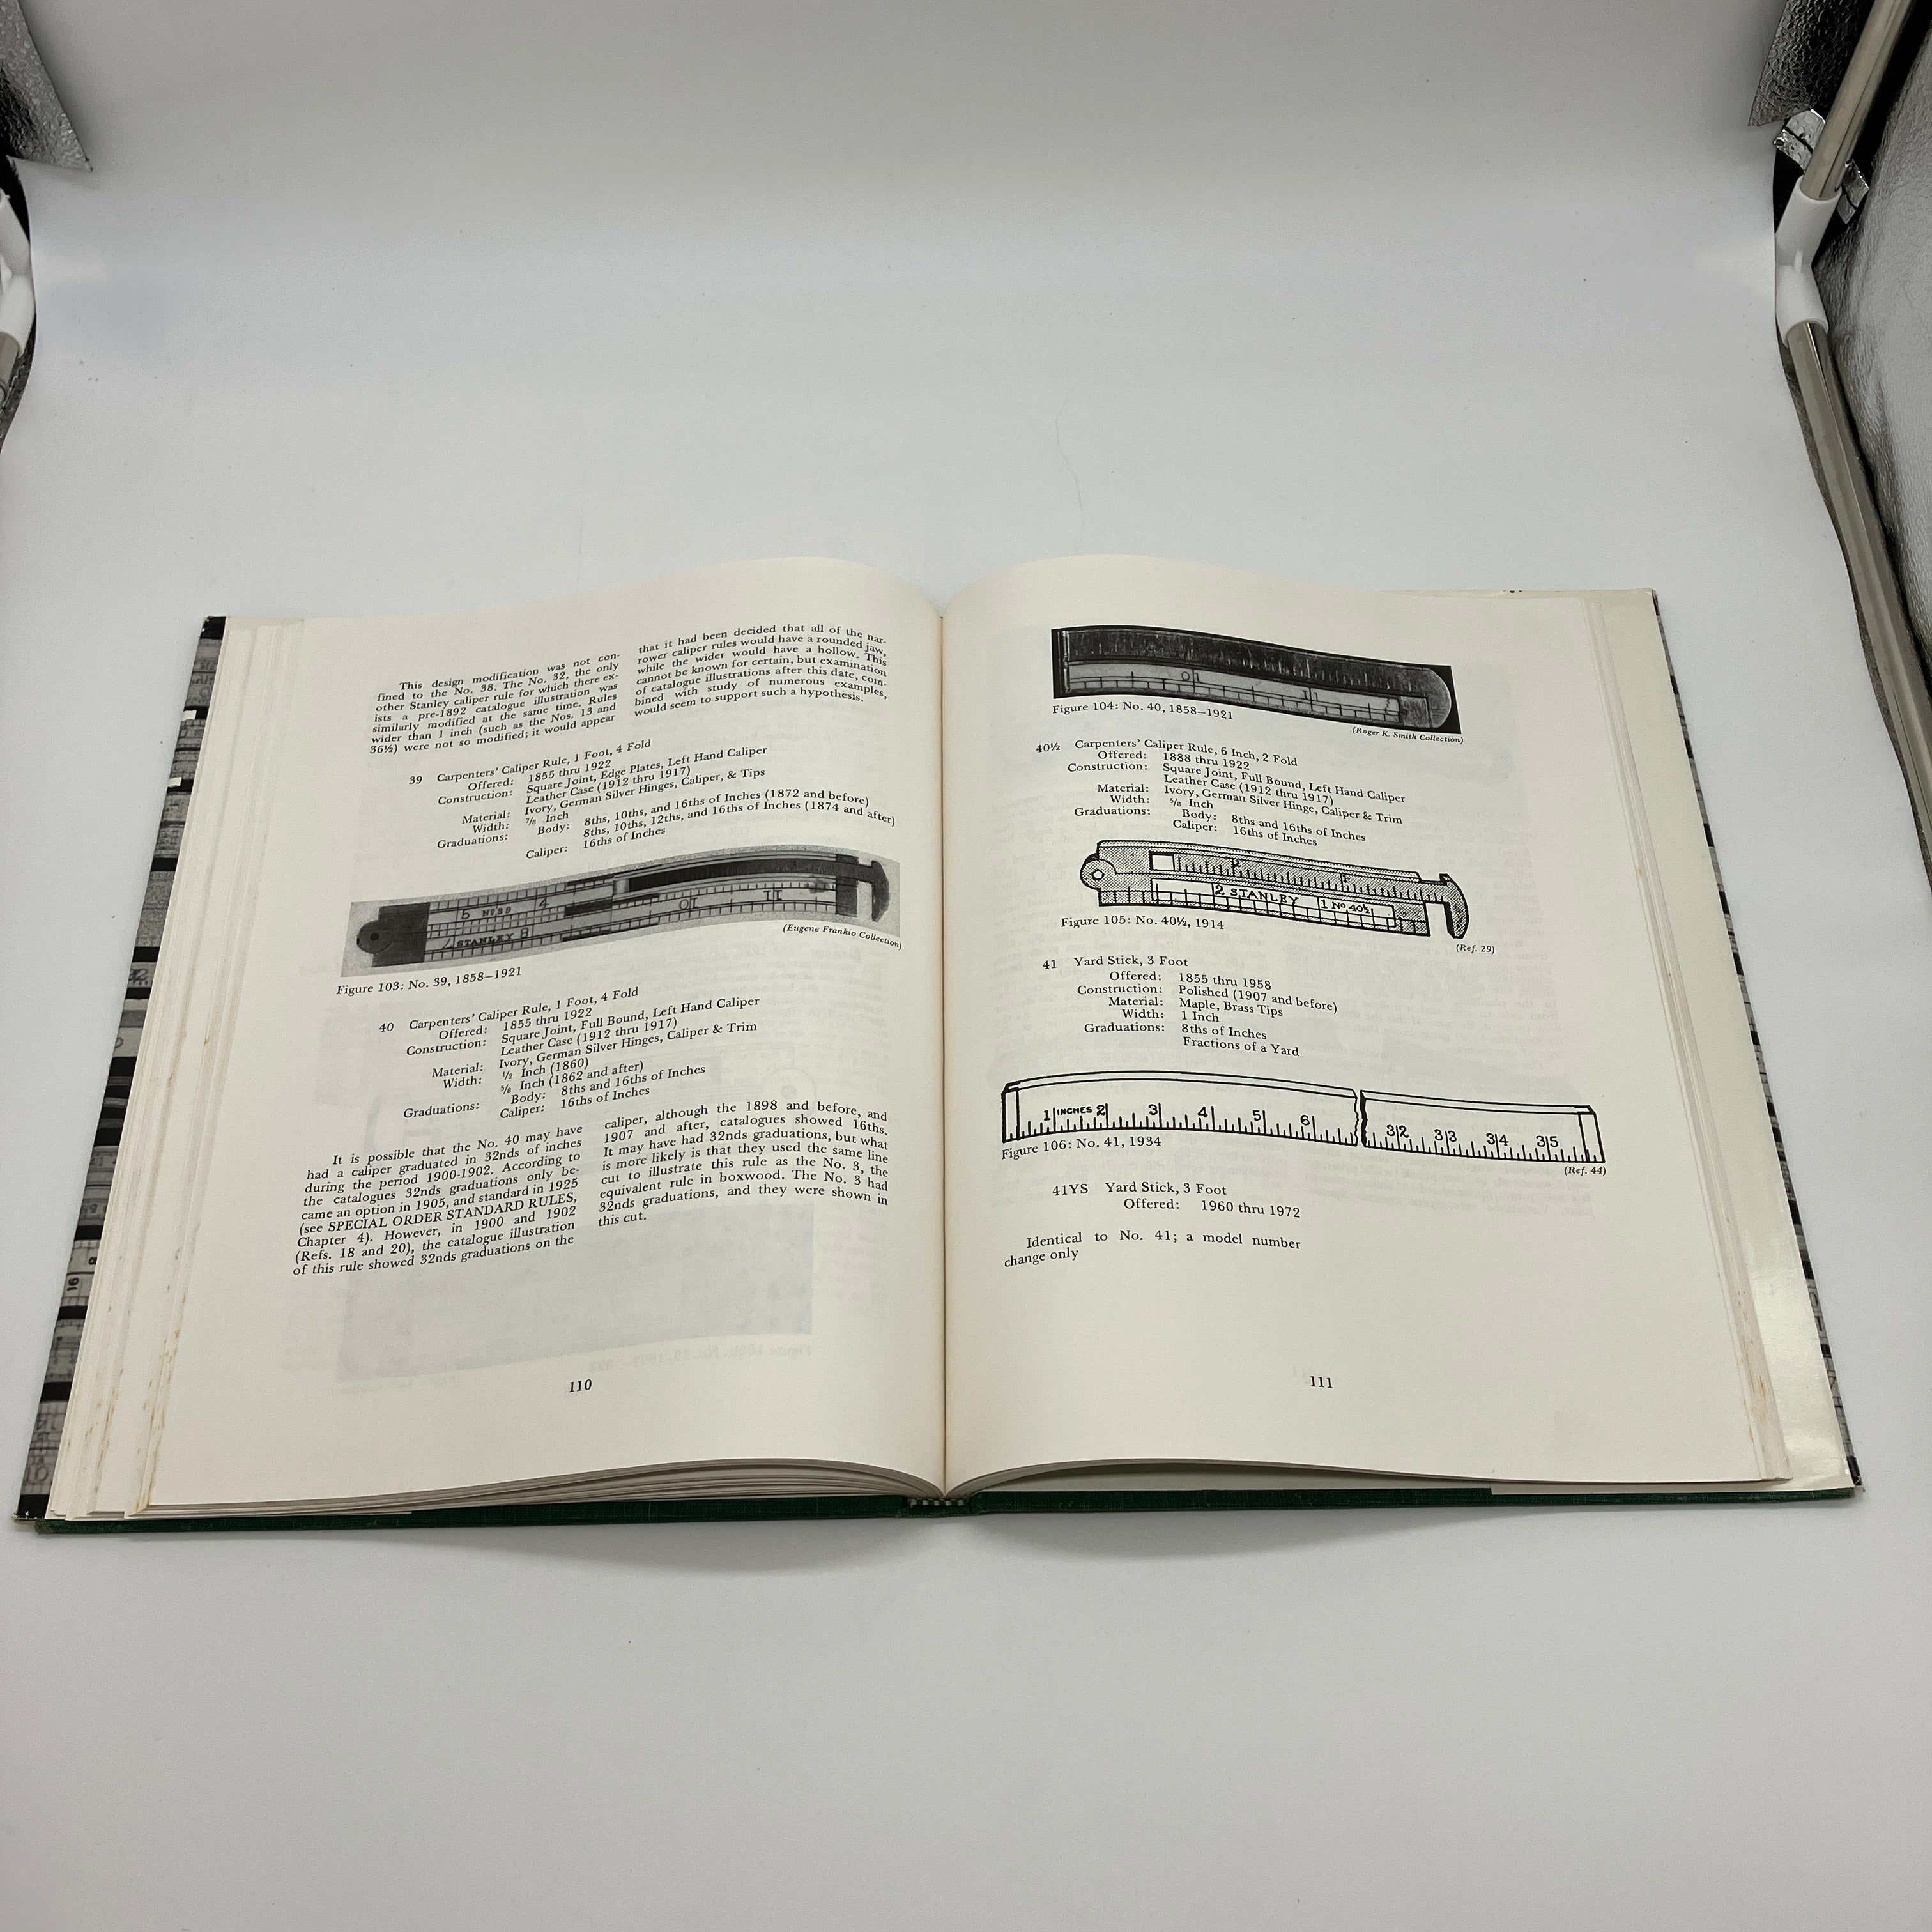 This design modification was not con-
fined to the No. 38. The No. 32, the only
other Stanley caliper rule for which there ex-
ists a pre-1892 catalogue illustration was
similarly modified at the same time. Rules
wider than 1 inch (such as the Nos. 13 and
36½) were not so modified; it would appear
that it had been decided that all of the nar-
rower caliper rules would have a rounded jaw,
while the wider would have a hollow. This
cannot be known for certain, but examination
of catalogue illustrations after this date, com-
bined with study of numerous examples,
would seem to support such a hypothesis.
39 Carpenters' Caliper Rule, 1 Foot, 4 Fold
Offered: 1855 thru 1922
Construction: Square Joint, Edge Plates, Left Hand Caliper
Leather Case (1912 thru 1917)
Material: Ivory, German Silver Hinges, Caliper, & Tips
Width: ⅞ Inch
Graduations: Body: 8ths, 10ths, and 16ths of Inches (1872 and before)
8ths, 10ths, 12ths, and 16ths of Inches (1874 and after)
Caliper: 16ths of Inches
5 No 39 4
7 STANLEY 8
10 11
(Eugene Frankio Collection)
Figure 103: No. 39, 1858–1921
40 Carpenters' Caliper Rule, 1 Foot, 4 Fold
Offered: 1855 thru 1922
Construction: Square Joint, Full Bound, Left Hand Caliper
Leather Case (1912 thru 1917)
Material: Ivory, German Silver Hinges, Caliper & Trim
Width: ½ Inch (1860)
⅝ Inch (1862 and after)
Graduations: Body: 8ths and 16ths of Inches
Caliper: 16ths of Inches
It is possible that the No. 40 may have
had a caliper graduated in 32nds of inches
during the period 1900-1902. According to
the catalogues 32nds graduations only be-
came an option in 1905, and standard in 1925
(see SPECIAL ORDER STANDARD RULES,
Chapter 4). However, in 1900 and 1902
(Refs. 18 and 20), the catalogue illustration
of this rule showed 32nds graduations on the
caliper, although the 1898 and before, and
1907 and after, catalogues showed 16ths.
It may have had 32nds graduations, but what
is more likely is that they used the same line
cut to illustrate this rule as the No. 3, the
equivalent rule in boxwood. The No. 3 had
32nds graduations, and they were shown in
this cut.
110
10 11
Figure 104: No. 40, 1858–1921
(Roger K. Smith Collection)
40½ Carpenters' Caliper Rule, 6 Inch, 2 Fold
Offered: 1888 thru 1922
Construction: Square Joint, Full Bound, Left Hand Caliper
Leather Case (1912 thru 1917)
Material: Ivory, German Silver Hinge, Caliper & Trim
Width: ⅝ Inch
Graduations: Body: 8ths and 16ths of Inches
Caliper: 16ths of Inches
2 1
2 STANLEY 1 No 40½
Figure 105: No. 40½, 1914
(Ref. 29)
41 Yard Stick, 3 Foot
Offered: 1855 thru 1958
Construction: Polished (1907 and before)
Material: Maple, Brass Tips
Width: 1 Inch
Graduations: 8ths of Inches
Fractions of a Yard
1 INCHES 2 3 4 5 6 32 33 34 35
Figure 106: No. 41, 1934
(Ref. 44)
41YS Yard Stick, 3 Foot
Offered: 1960 thru 1972
Identical to No. 41; a model number
change only
111